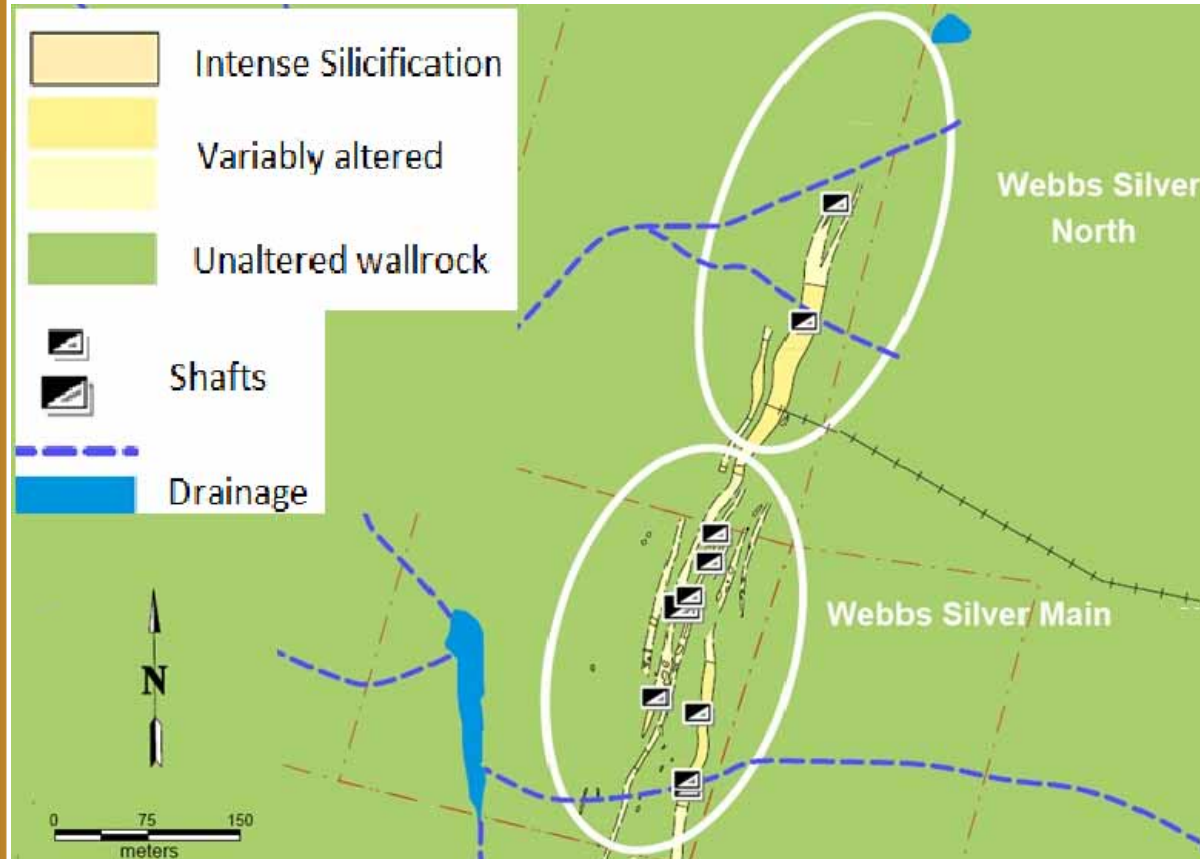 Intense Silicification
Variably altered
Unaltered wallrock
Shafts
Drainage
Webbs Silver
North
Webbs Silver Main
N
0 75 150
meters